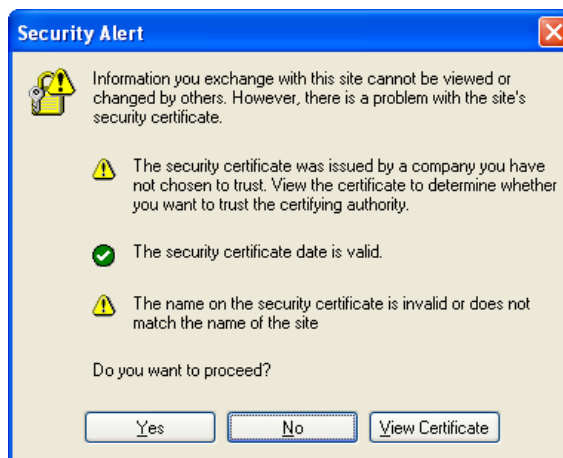 Security Alert
Information you exchange with this site cannot be viewed or
changed by others. However, there is a problem with the site's
security certificate.
The security certificate was issued by a company you have
not chosen to trust. View the certificate to determine whether
you want to trust the certifying authority.
The security certificate date is valid.
The name on the security certificate is invalid or does not
match the name of the site
Do you want to proceed?
Yes No View Certificate